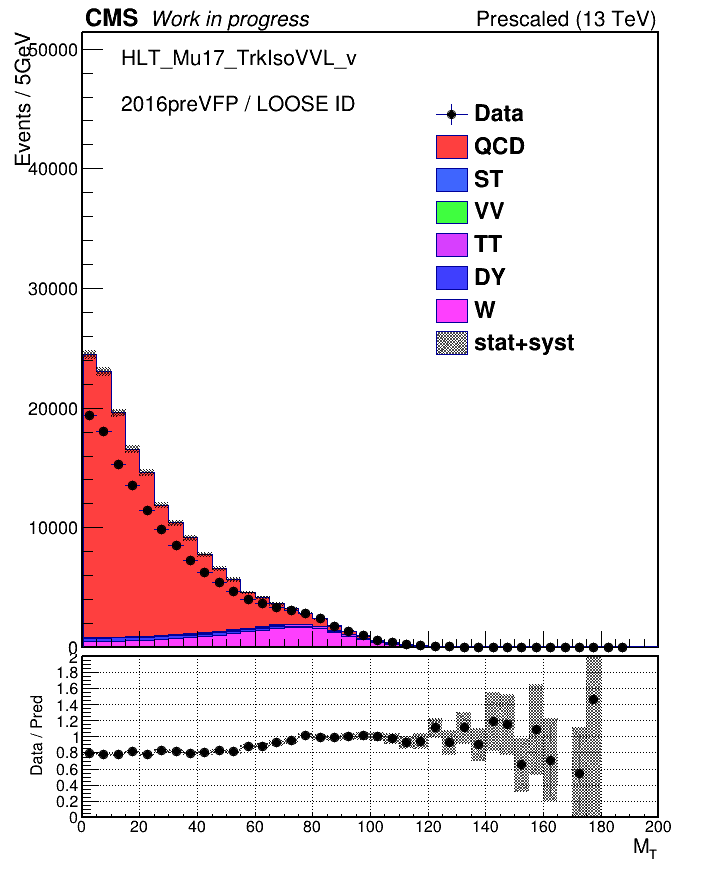 CMS Work in progress Prescaled (13 TeV)
Events / 5GeV
HLT_Mu17_TrkIsoVVL_v
2016preVFP / LOOSE ID
Data
QCD
ST
VV
TT
DY
W
stat+syst
50000
40000
30000
20000
10000
0
Data / Pred
2
1.8
1.6
1.4
1.2
1
0.8
0.6
0.4
0.2
0
0 20 40 60 80 100 120 140 160 180 200
M_T